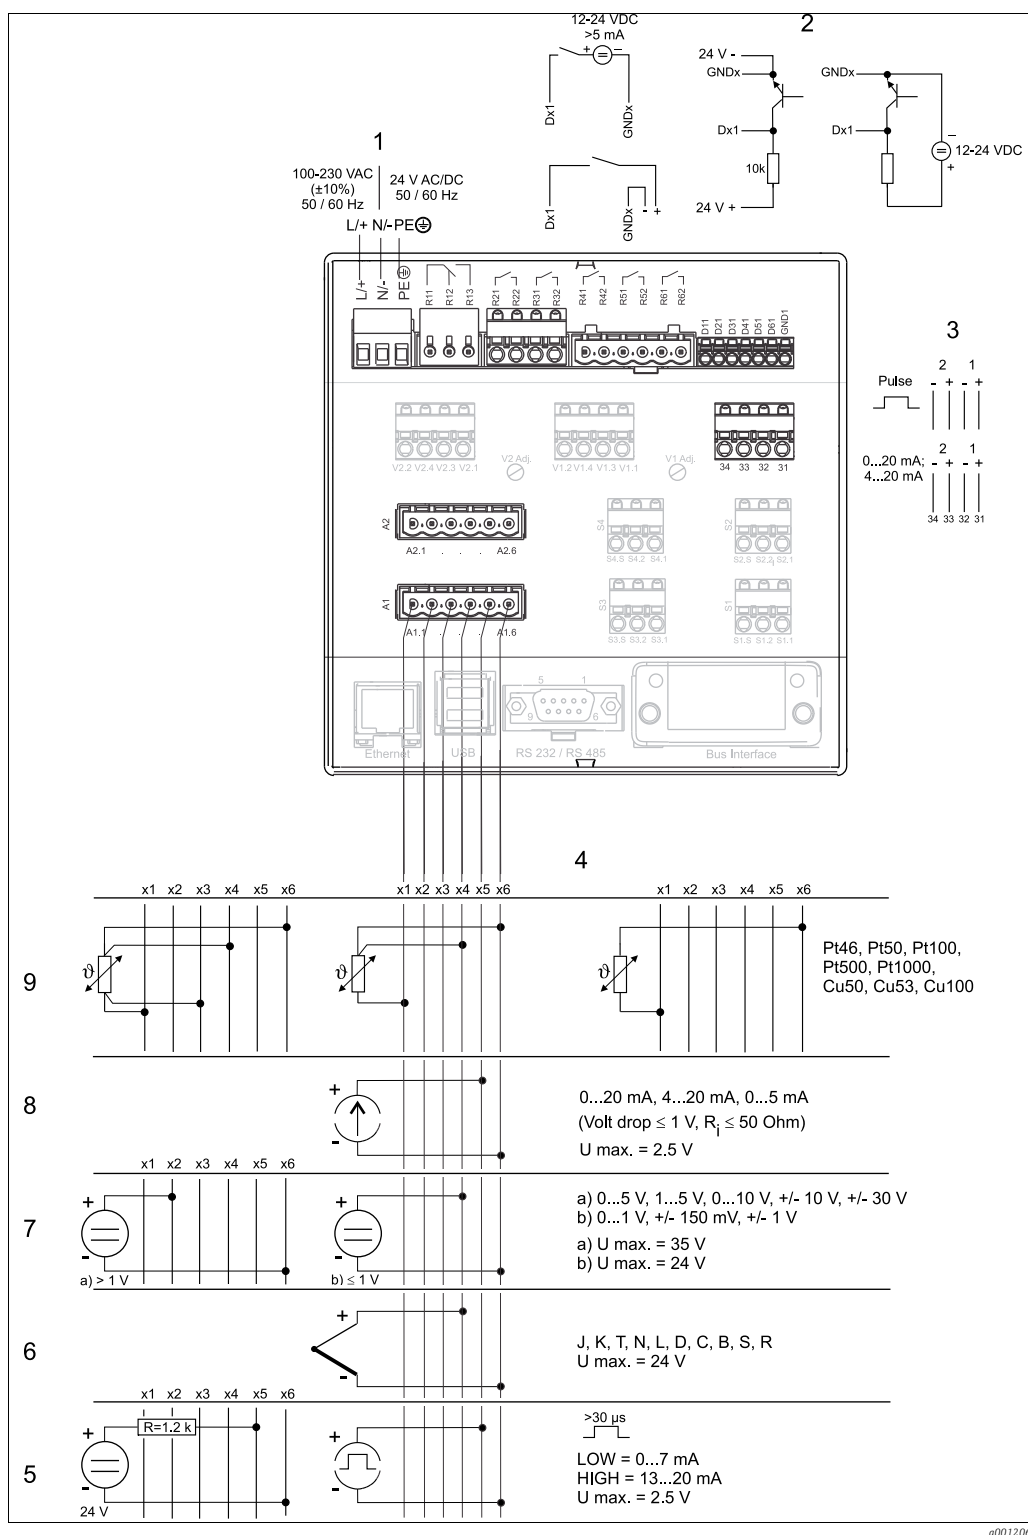 12-24 VDC
>5 mA
+ = -
Dx1
GNDx
Dx1
GNDx
- +
2
24 V -
GNDx
Dx1
10k
24 V +
GNDx
Dx1
-
12-24 VDC
+
1
100-230 VAC
(±10%)
50 / 60 Hz
24 V AC/DC
50 / 60 Hz
L/+ N/- PE
L/+ N/- PE R11 R12 R13 R21 R22 R31 R32 R41 R42 R51 R52 R61 R62
D11 D21 D31 D41 D51 D61 GND1
3
2 1
Pulse - + - +
2 1
0...20 mA; - + - +
4...20 mA
34 33 32 31
V2.2 V2.4 V2.3 V2.1
V2 Adj.
V1.2 V1.4 V1.3 V1.1
V1 Adj.
34 33 32 31
A2
A2.1 . . . A2.6
S4
S4,S S4,2 S4,1
S2
S2,S S2,2 S2,1
A1
A1.1 . . . A1.6
S3
S3,S S3,2 S3,1
S1
S1.S S1.2 S1.1
Ethernet
USB
5 1
9 6
RS 232 / RS 485
Bus Interface
4
x1 x2 x3 x4 x5 x6
x1 x2 x3 x4 x5 x6
x1 x2 x3 x4 x5 x6
9
ϑ
ϑ
ϑ
Pt46, Pt50, Pt100,
Pt500, Pt1000,
Cu50, Cu53, Cu100
8
+
-
0...20 mA, 4...20 mA, 0...5 mA
(Volt drop ≤ 1 V, Ri ≤ 50 Ohm)
U max. = 2.5 V
x1 x2 x3 x4 x5 x6
7
+
-
a) > 1 V
+
-
b) ≤ 1 V
a) 0...5 V, 1...5 V, 0...10 V, +/- 10 V, +/- 30 V
b) 0...1 V, +/- 150 mV, +/- 1 V
a) U max. = 35 V
b) U max. = 24 V
6
+
-
J, K, T, N, L, D, C, B, S, R
U max. = 24 V
x1 x2 x3 x4 x5 x6
5
+
R=1.2 k
-
24 V
+
-
>30 µs
LOW = 0...7 mA
HIGH = 13...20 mA
U max. = 2.5 V